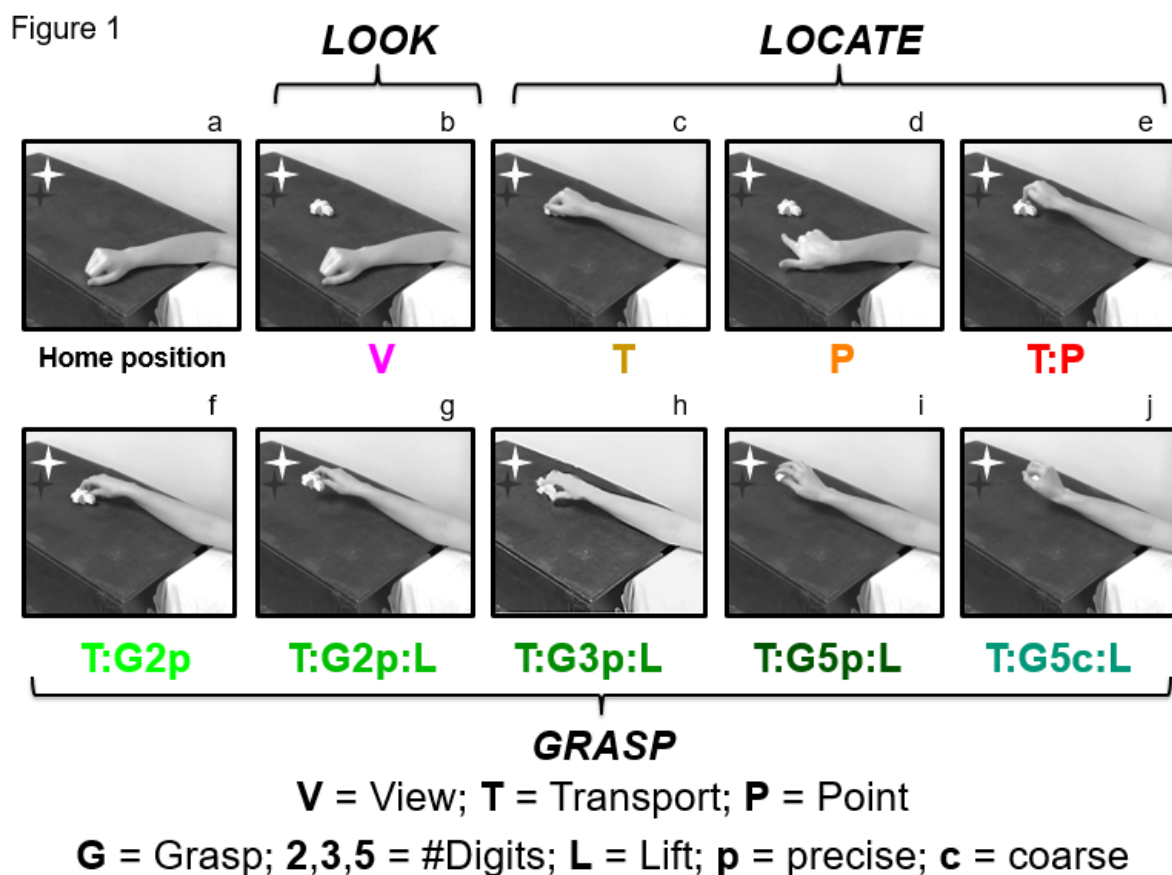 Figure 1
LOOK LOCATE
a b c d e
Home position V T P T:P
f g h i j
T:G2p T:G2p:L T:G3p:L T:G5p:L T:G5c:L
GRASP
V = View; T = Transport; P = Point
G = Grasp; 2,3,5 = #Digits; L = Lift; p = precise; c = coarse